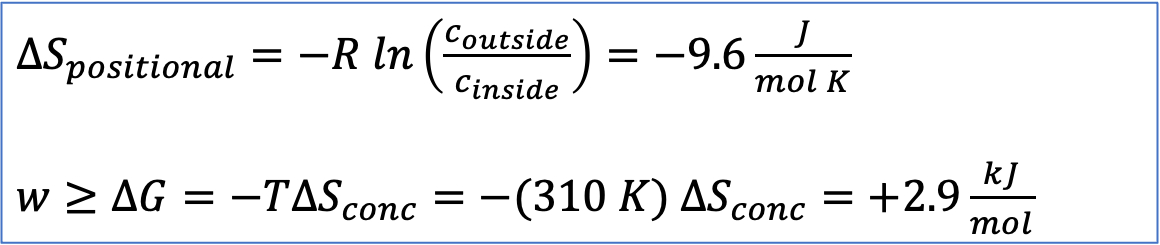 ΔS_positional = −R ln (c_outside / c_inside) = −9.6 J / mol K
w ≥ ΔG = −TΔS_conc = −(310 K) ΔS_conc = +2.9 kJ / mol